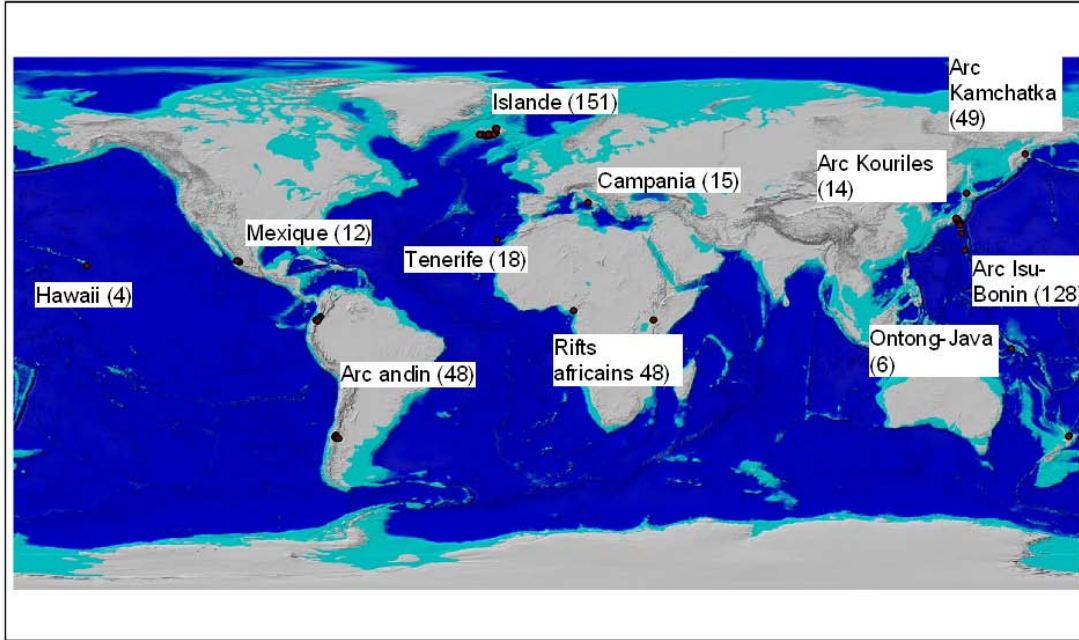 Arc
Kamchatka
(49)
Islande (151)
Arc Kouriles
(14)
Campania (15)
Mexique (12)
Tenerife (18)
Hawaii (4)
Arc Isu-
Bonin (128)
Ontong-Java
(6)
Rifts
africains 48)
Arc andin (48)